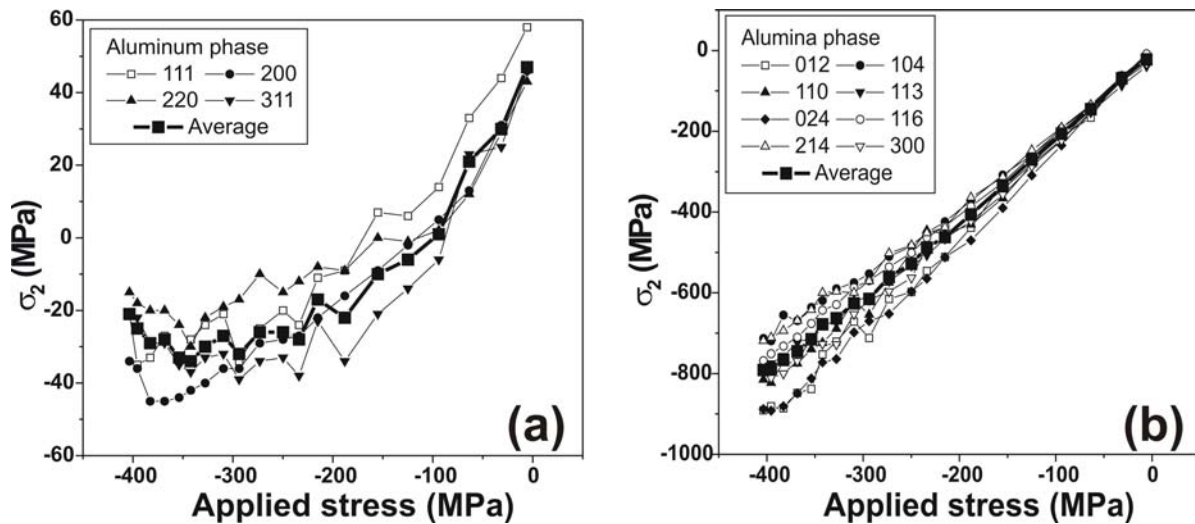 60
40
20
0
-20
-40
-60
σ₂ (MPa)
Aluminum phase
111 200
220 311
Average
(a)
-400 -300 -200 -100 0
Applied stress (MPa)
0
-200
-400
-600
-800
-1000
σ₂ (MPa)
Alumina phase
012 104
110 113
024 116
214 300
Average
(b)
-400 -300 -200 -100 0
Applied stress (MPa)